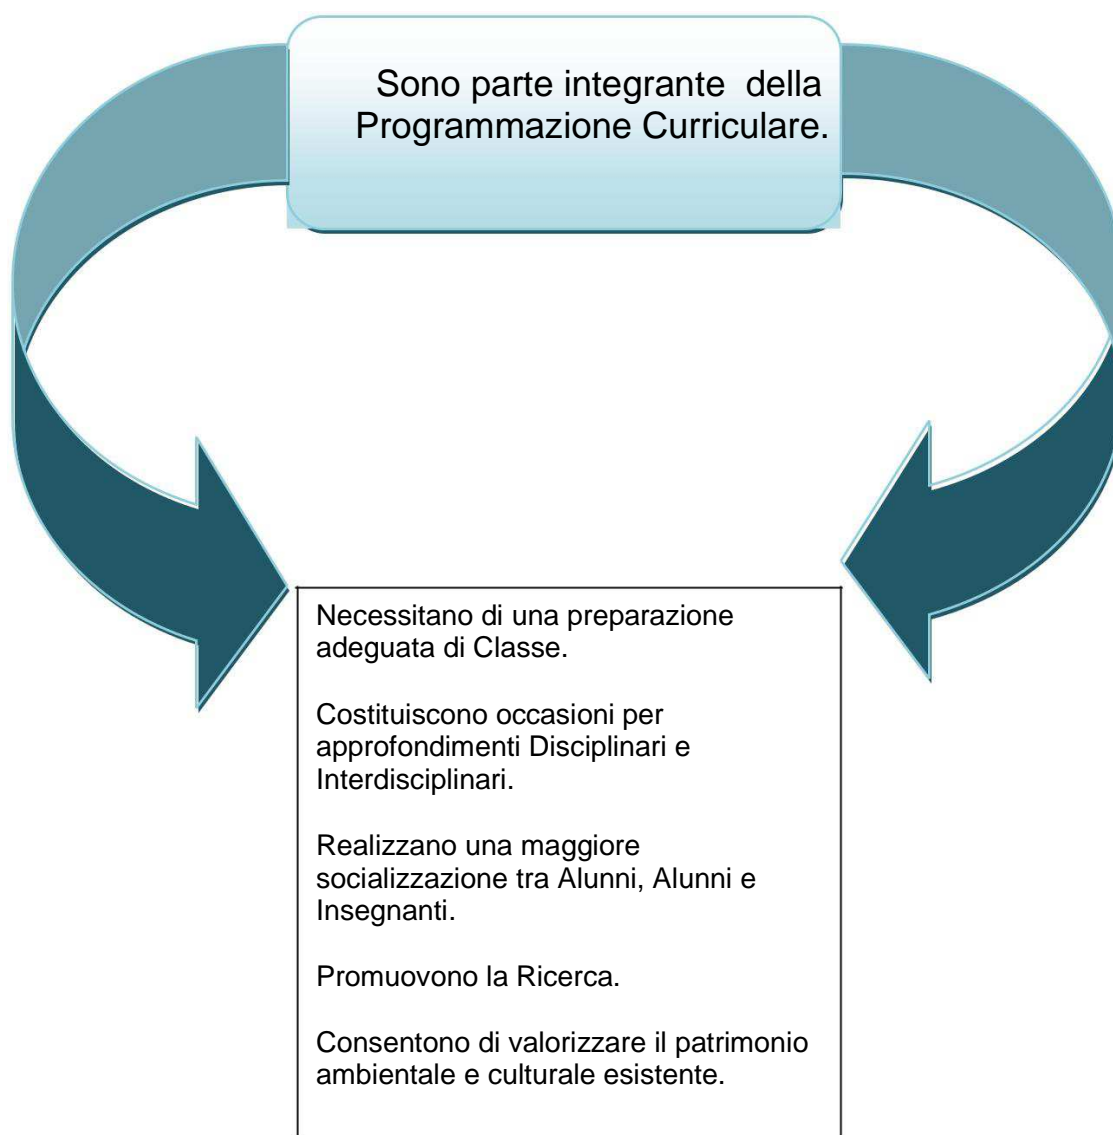 Sono parte integrante della
Programmazione Curriculare.
Necessitano di una preparazione
adeguata di Classe.
Costituiscono occasioni per
approfondimenti Disciplinari e
Interdisciplinari.
Realizzano una maggiore
socializzazione tra Alunni, Alunni e
Insegnanti.
Promuovono la Ricerca.
Consentono di valorizzare il patrimonio
ambientale e culturale esistente.